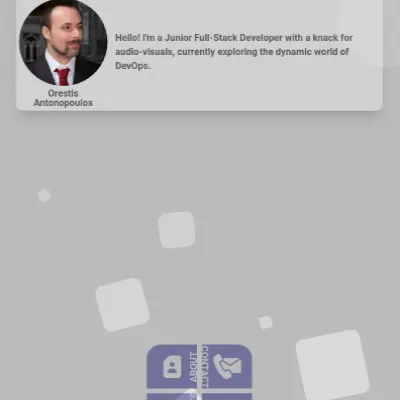 Hello! I'm a Junior Full-Stack Developer with a knack for
audio-visuals, currently exploring the dynamic world of
DevOps.
Orestis
Antonopoulos
ABOUT
CONTACT